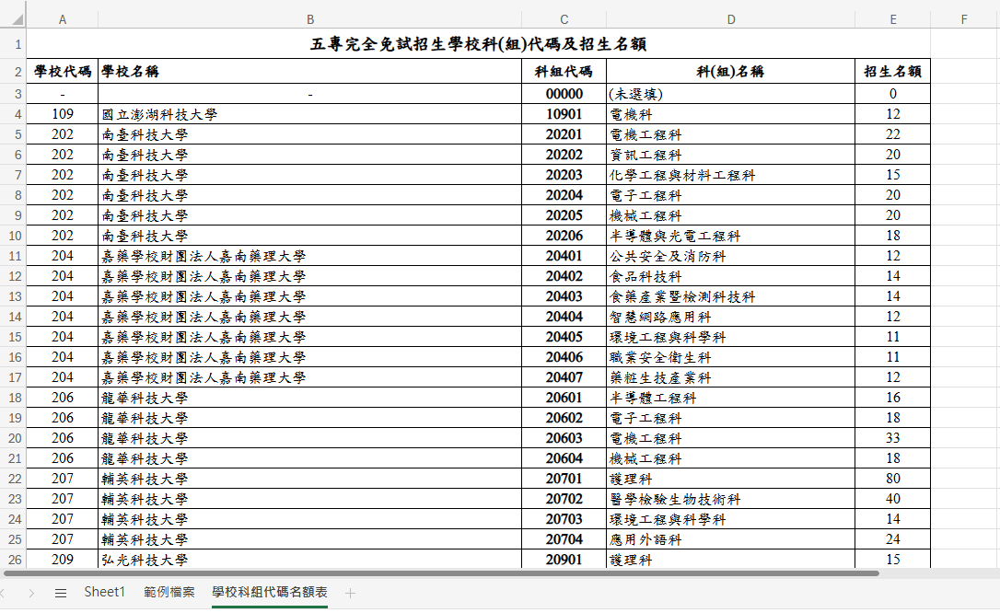 A B C D E F
1 五專完全免試招生學校科(組)代碼及招生名額
2 學校代碼 學校名稱 科組代碼 科(組)名稱 招生名額
3 - - 00000 (未選填) 0
4 109 國立澎湖科技大學 10901 電機科 12
5 202 南臺科技大學 20201 電機工程科 22
6 202 南臺科技大學 20202 資訊工程科 20
7 202 南臺科技大學 20203 化學工程與材料工程科 15
8 202 南臺科技大學 20204 電子工程科 20
9 202 南臺科技大學 20205 機械工程科 20
10 202 南臺科技大學 20206 半導體與光電工程科 18
11 204 嘉藥學校財團法人嘉南藥理大學 20401 公共安全及消防科 12
12 204 嘉藥學校財團法人嘉南藥理大學 20402 食品科技科 14
13 204 嘉藥學校財團法人嘉南藥理大學 20403 食藥產業暨檢測科技科 14
14 204 嘉藥學校財團法人嘉南藥理大學 20404 智慧網路應用科 12
15 204 嘉藥學校財團法人嘉南藥理大學 20405 環境工程與科學科 11
16 204 嘉藥學校財團法人嘉南藥理大學 20406 職業安全衛生科 11
17 204 嘉藥學校財團法人嘉南藥理大學 20407 藥粧生技產業科 12
18 206 龍華科技大學 20601 半導體工程科 16
19 206 龍華科技大學 20602 電子工程科 18
20 206 龍華科技大學 20603 電機工程科 33
21 206 龍華科技大學 20604 機械工程科 18
22 207 輔英科技大學 20701 護理科 80
23 207 輔英科技大學 20702 醫學檢驗生物技術科 40
24 207 輔英科技大學 20703 環境工程與科學科 14
25 207 輔英科技大學 20704 應用外語科 24
26 209 弘光科技大學 20901 護理科 15
Sheet1 範例檔案 學校科組代碼名額表